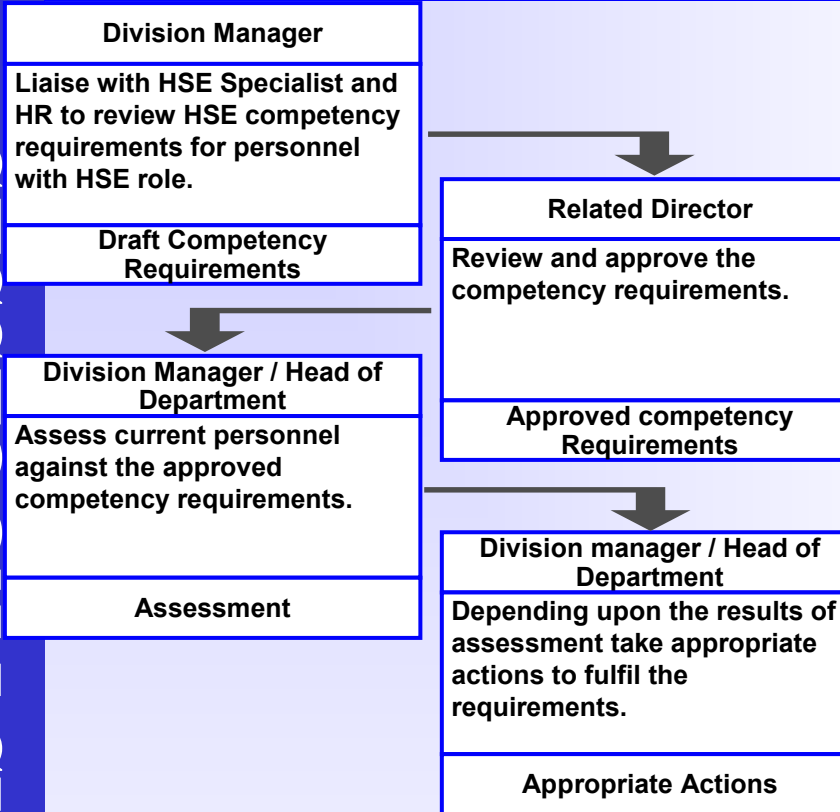 Division Manager
Liaise with HSE Specialist and
HR to review HSE competency
requirements for personnel
with HSE role.
Draft Competency
Requirements
Related Director
Review and approve the
competency requirements.
Approved competency
Requirements
Division Manager / Head of
Department
Assess current personnel
against the approved
competency requirements.
Assessment
Division manager / Head of
Department
Depending upon the results of
assessment take appropriate
actions to fulfil the
requirements.
Appropriate Actions